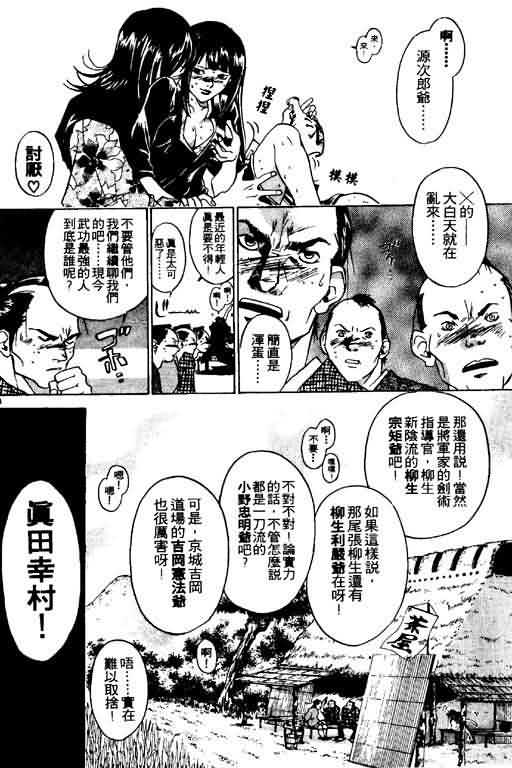 來、
來。
啊…
源次郎爺……
捏
捏
摸
摸
討厭♡
╳的——
大白天就在
亂來……
簡直是
渾蛋！
最近的年輕人
真是要不得！
真是太可
惡了……
不要管他們，
我們繼續聊我們
的吧……現今
武功最強的人
到底是誰呢？
那還用說！當然
是將軍家的劍術
指導官，柳生
新陰流的柳生
宗矩爺吧！
如果這樣說，
那尾張柳生還有
柳生利嚴爺在呀！
啊…
不要…
嘿嘿！
不對不對！論實力
的話，不管怎麼說
都是一刀流的
小野忠明爺吧？
可是，京城吉岡
道場的吉岡憲法爺
也很厲害呀！
嗯！
嗯！
啊！
唔……實在
難以取捨！
茶屋
真田幸村！